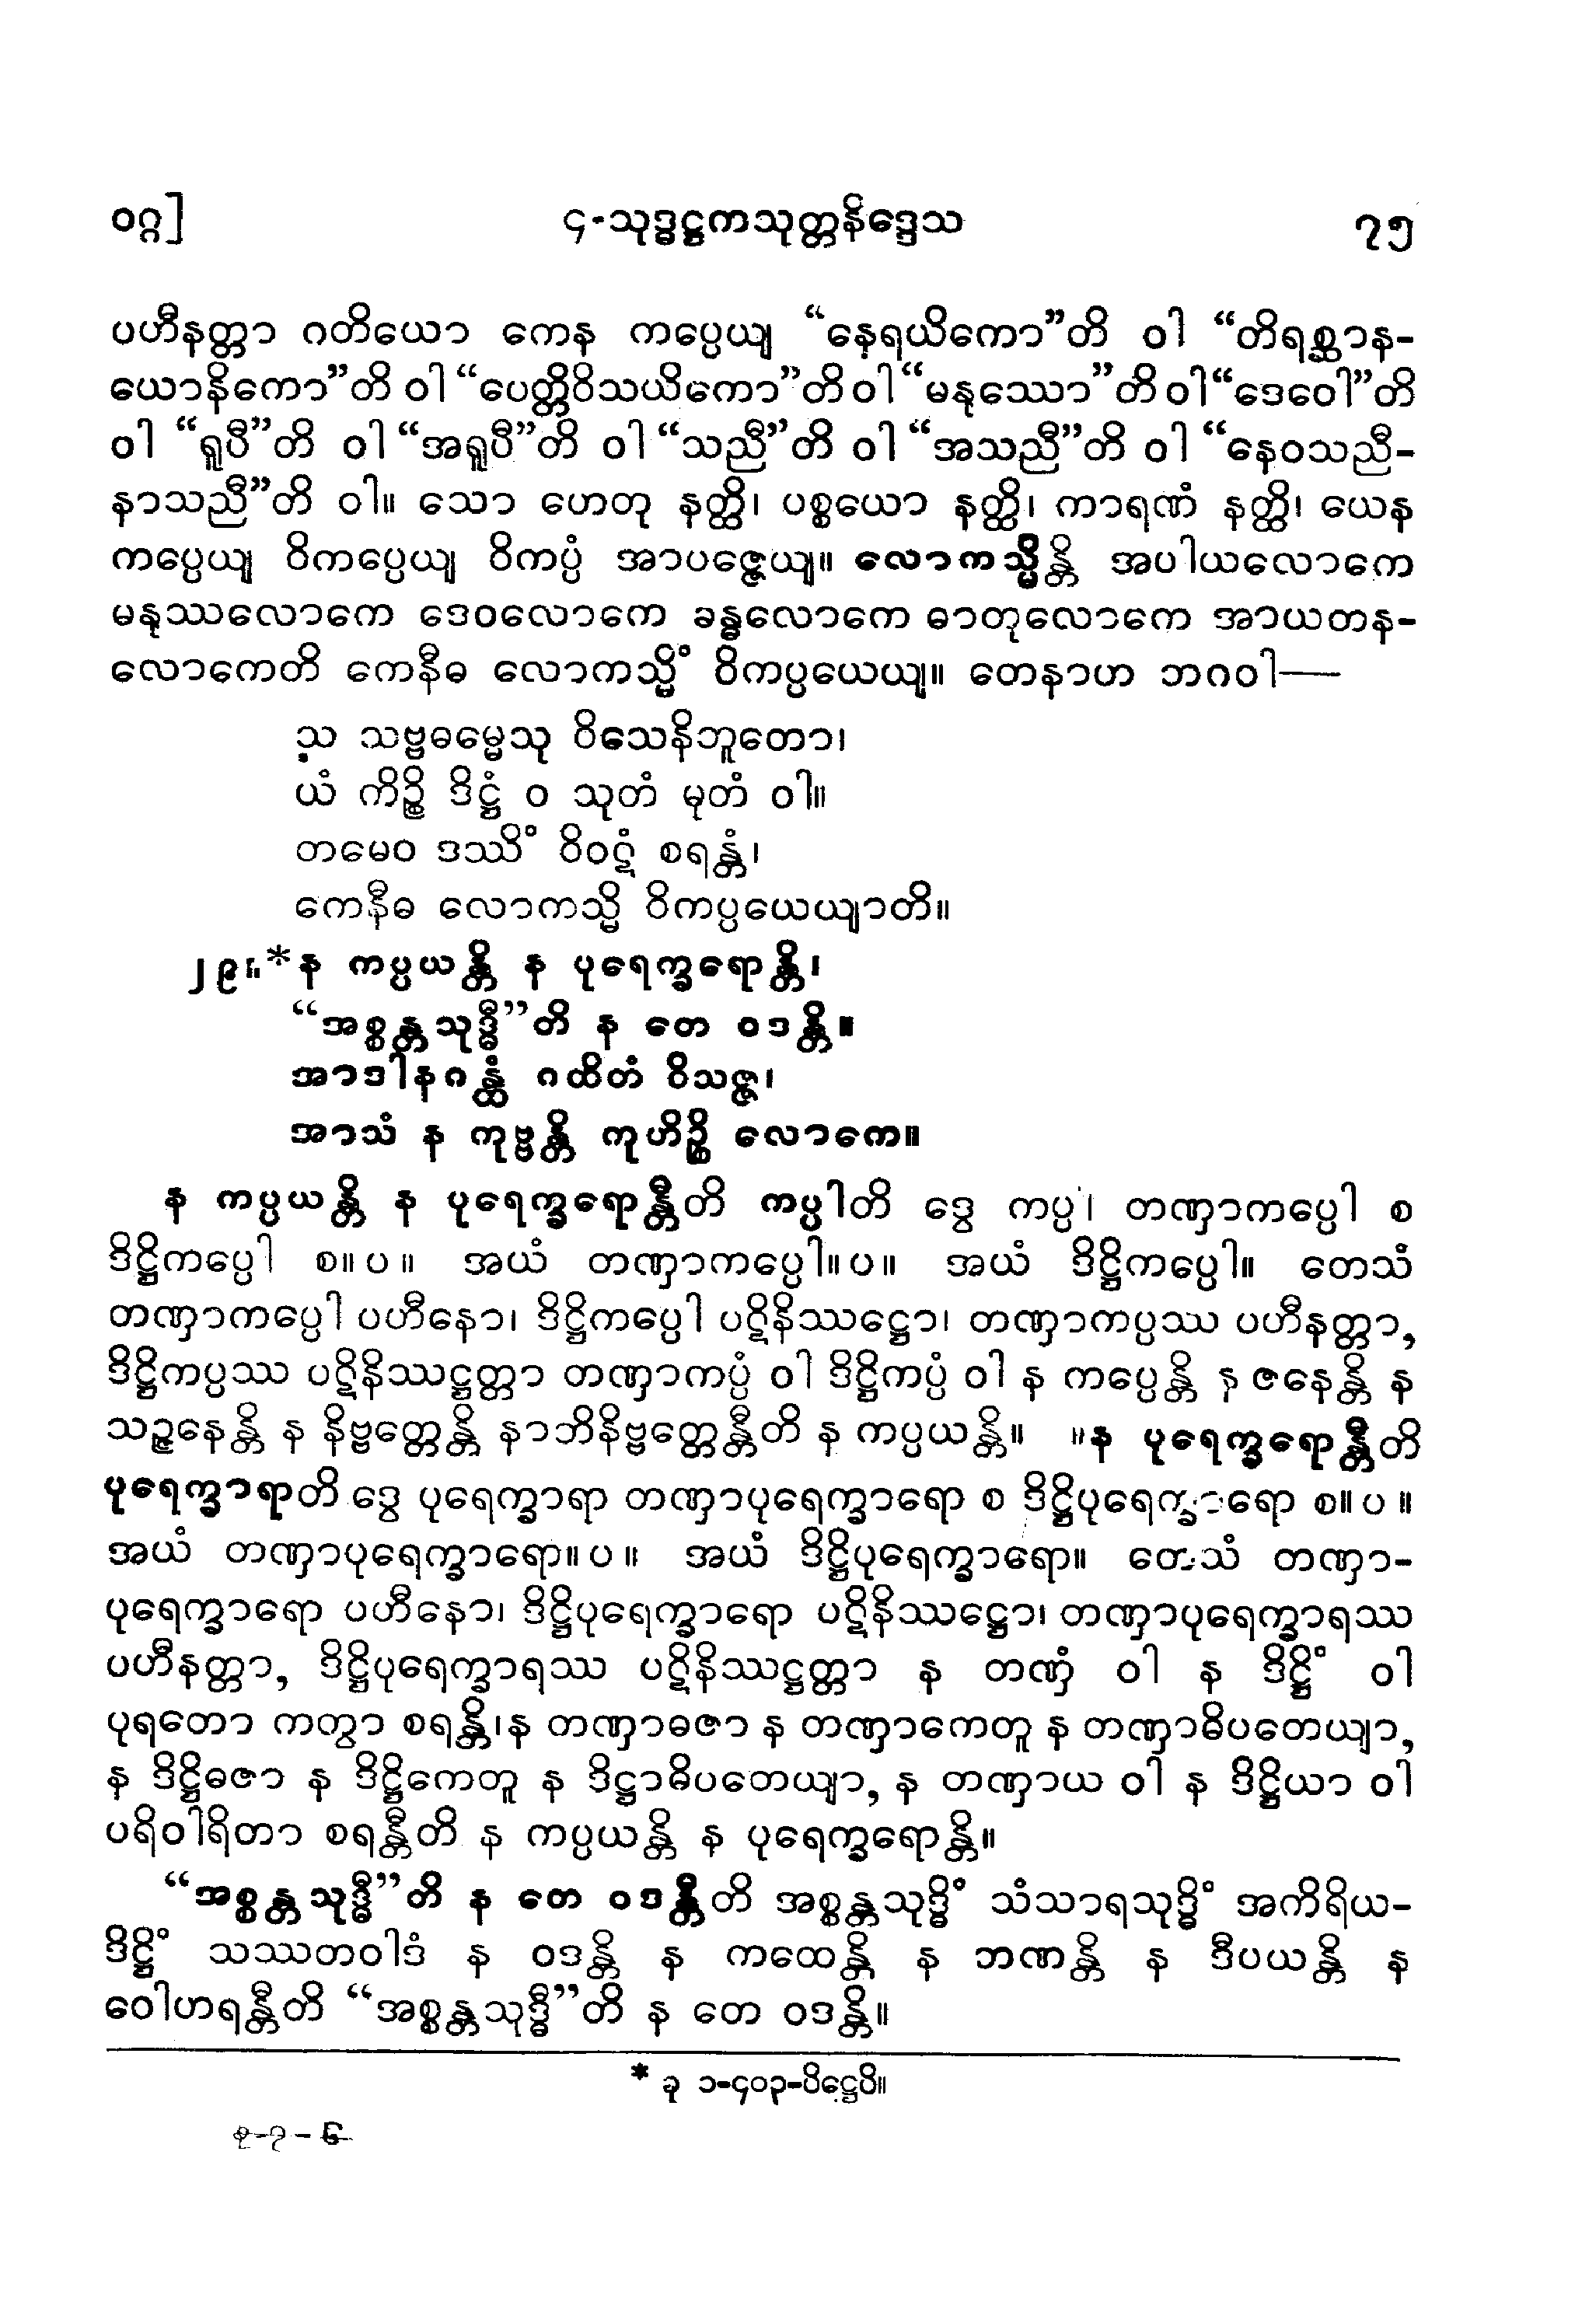 ဝဂ္ဂ] ၄-သုဒ္ဓဋ္ဌကသုတ္တနိဒ္ဒေသ ၇၅
ပဟီနတ္တာ ဂတိယော ကေန ကပ္ပေယျ “နေရယိကော”တိ ဝါ “တိရစ္ဆာန-
ယောနိကော”တိ ဝါ “ပေတ္တိဝိသယိကော”တိ ဝါ “မနုဿော”တိ ဝါ “ဒေဝေါ”တိ
ဝါ “ရူပီ”တိ ဝါ “အရူပီ”တိ ဝါ “သညီ”တိ ဝါ “အသညီ”တိ ဝါ “နေဝသညီ-
နာသညီ”တိ ဝါ။ သော ဟေတု နတ္ထိ၊ ပစ္စယော နတ္ထိ၊ ကာရဏံ နတ္ထိ၊ ယေန
ကပ္ပေယျ ဝိကပ္ပေယျ ဝိကပ္ပံ အာပဇ္ဇေယျ။ လောကသ္မိန္တိ အပါယလောကေ
မနုဿလောကေ ဒေဝလောကေ ခန္ဓလောကေ ဓာတုလောကေ အာယတန-
လောကေတိ ကေနီဓ လောကသ္မိံ ဝိကပ္ပယေယျ။ တေနာဟ ဘဂဝါ—
သ သဗ္ဗဓမ္မေသု ဝိသေနိဘူတော၊
ယံ ကိဉ္စိ ဒိဋ္ဌံ ဝ သုတံ မုတံ ဝါ။
တမေဝ ဒဿိံ ဝိဝဋံ စရန္တံ၊
ကေနီဓ လောကသ္မိ ဝိကပ္ပယေယျာတိ။
၂၉။*န ကပ္ပယန္တိ န ပုရေက္ခရောန္တိ၊
“အစ္စန္တသုဒ္ဓီ”တိ န တေ ဝဒန္တိ။
အာဒါနဂန္ထံ ဂထိတံ ဝိသဇ္ဇ၊
အာသံ န ကုဗ္ဗန္တိ ကုဟိဉ္စိ လောကေ။
န ကပ္ပယန္တိ န ပုရေက္ခရောန္တီတိ ကပ္ပါတိ ဒွေ ကပ္ပါ၊ တဏှာကပ္ပေါ စ
ဒိဋ္ဌိကပ္ပေါ စ။ပ။ အယံ တဏှာကပ္ပေါ။ပ။ အယံ ဒိဋ္ဌိကပ္ပေါ။ တေသံ
တဏှာကပ္ပေါ ပဟီနော၊ ဒိဋ္ဌိကပ္ပေါ ပဋိနိဿဋ္ဌော၊ တဏှာကပ္ပဿ ပဟီနတ္တာ,
ဒိဋ္ဌိကပ္ပဿ ပဋိနိဿဋ္ဌတ္တာ တဏှာကပ္ပံ ဝါ ဒိဋ္ဌိကပ္ပံ ဝါ န ကပ္ပေန္တိ န ဇနေန္တိ န
သဉ္ဇနေန္တိ န နိဗ္ဗတ္တေန္တိ နာဘိနိဗ္ဗတ္တေန္တီတိ န ကပ္ပယန္တိ။ ။န ပုရေက္ခရောန္တီတိ
ပုရေက္ခာရာတိ ဒွေ ပုရေက္ခာရာ တဏှာပုရေက္ခာရော စ ဒိဋ္ဌိပုရေက္ခာရော စ။ပ။
အယံ တဏှာပုရေက္ခာရော။ပ။ အယံ ဒိဋ္ဌိပုရေက္ခာရော။ တေသံ တဏှာ-
ပုရေက္ခာရော ပဟီနော၊ ဒိဋ္ဌိပုရေက္ခာရော ပဋိနိဿဋ္ဌော၊ တဏှာပုရေက္ခာရဿ
ပဟီနတ္တာ, ဒိဋ္ဌိပုရေက္ခာရဿ ပဋိနိဿဋ္ဌတ္တာ န တဏှံ ဝါ န ဒိဋ္ဌိံ ဝါ
ပုရတော ကတွာ စရန္တိ၊န တဏှာဓဇာ န တဏှာကေတူ န တဏှာဓိပတေယျာ,
န ဒိဋ္ဌိဓဇာ န ဒိဋ္ဌိကေတူ န ဒိဋ္ဌာဓိပတေယျာ, န တဏှာယ ဝါ န ဒိဋ္ဌိယာ ဝါ
ပရိဝါရိတာ စရန္တီတိ န ကပ္ပယန္တိ န ပုရေက္ခရောန္တိ။
“အစ္စန္တသုဒ္ဓီ”တိ န တေ ဝဒန္တီတိ အစ္စန္တသုဒ္ဓိံ သံသာရသုဒ္ဓိံ အကိရိယ-
ဒိဋ္ဌိံ သဿတဝါဒံ န ဝဒန္တိ န ကထေန္တိ န ဘဏန္တိ န ဒီပယန္တိ န
ဝေါဟရန္တီတိ “အစ္စန္တသုဒ္ဓီ”တိ န တေ ဝဒန္တိ။
* ခု ၁-၄၀၃-ပိဋ္ဌေပိ။
စု-၇-၆